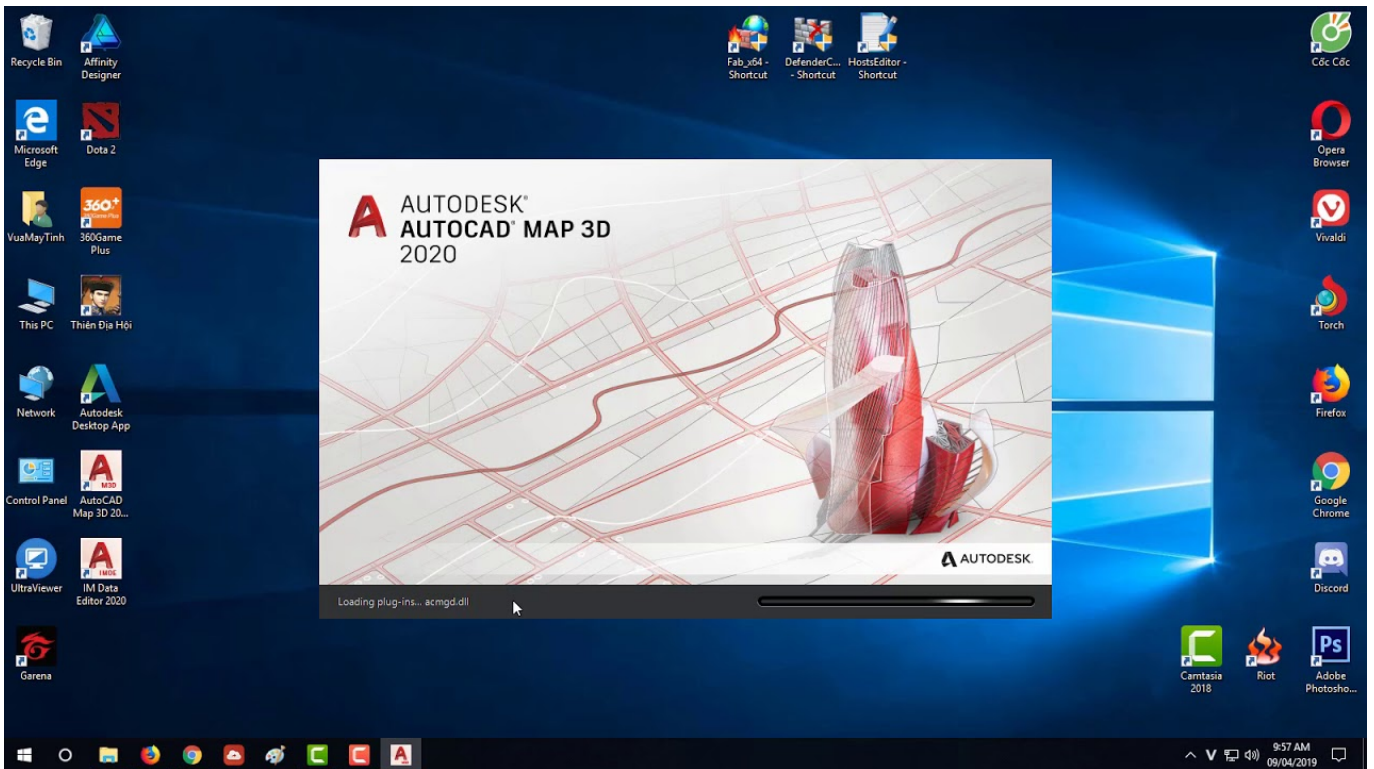 Recycle Bin
Affinity
Designer
Fab_x64 -
Shortcut
DefenderC...
- Shortcut
HostsEditor -
Shortcut
Cốc Cốc
Microsoft
Edge
Dota 2
Opera
Browser
VuaMayTinh
360+
360Game
Plus
Vivaldi
This PC
Thiên Địa Hội
Torch
Network
Autodesk
Desktop App
Firefox
Control Panel
M3D
AutoCAD
Map 3D 20...
Google
Chrome
UltraViewer
IM Data
Editor 2020
Discord
Garena
Camtasia
2018
Riot
Ps
Adobe
Photosho...
AUTODESK®
AUTOCAD® MAP 3D
2020
AUTODESK.
Loading plug-ins... acmgd.dll
V
9:57 AM
09/04/2019